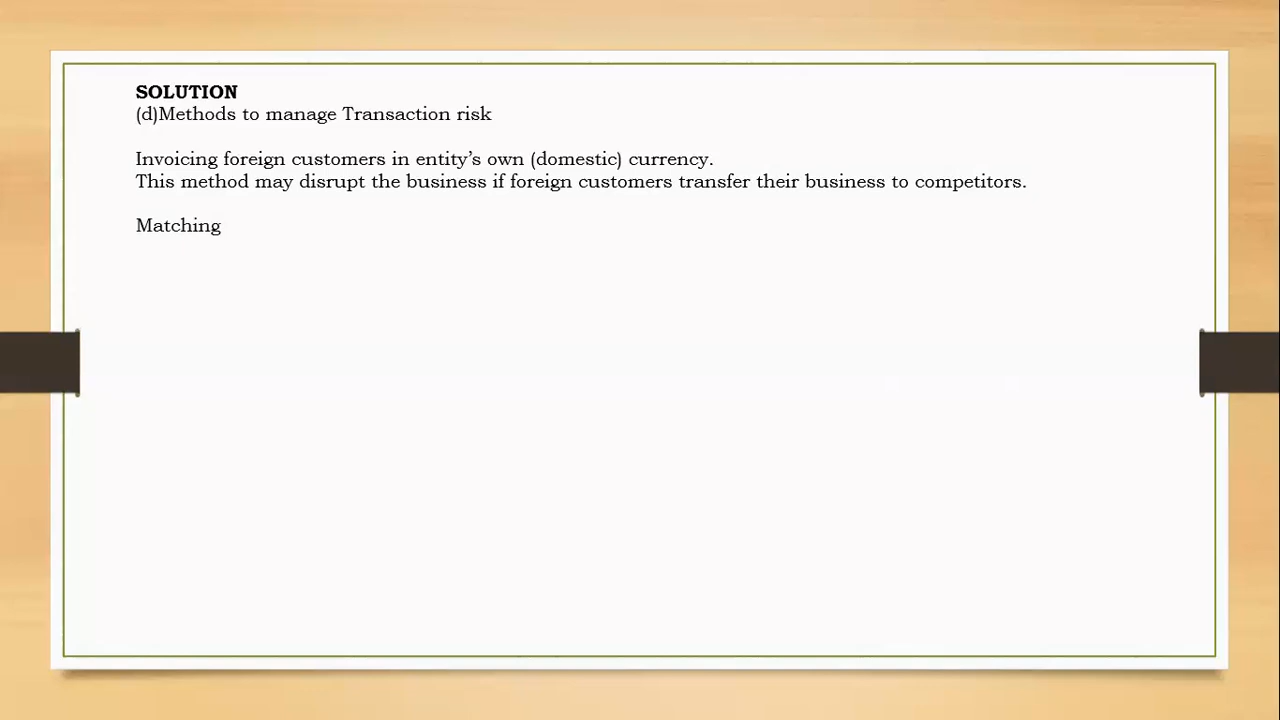 SOLUTION
(d)Methods to manage Transaction risk
Invoicing foreign customers in entity’s own (domestic) currency.
This method may disrupt the business if foreign customers transfer their business to competitors.
Matching